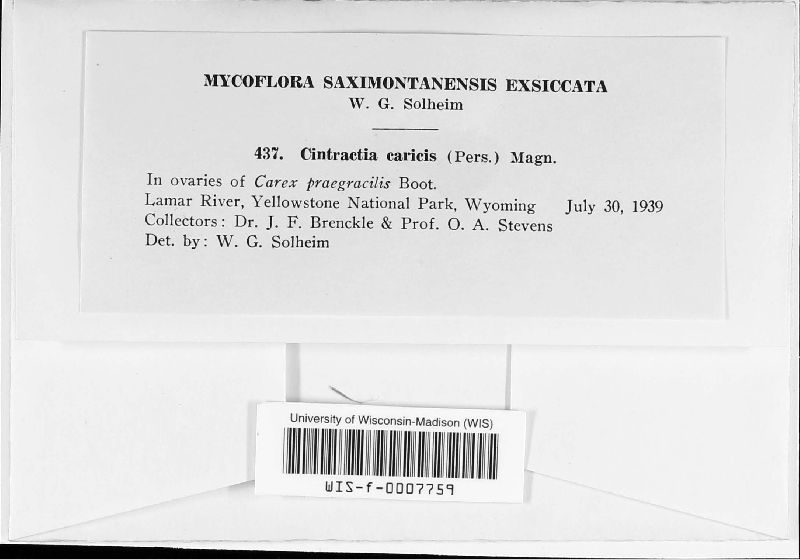 MYCOFLORA SAXIMONTANENSIS EXSICCATA
W. G. Solheim
437. Cintractia caricis (Pers.) Magn.
In ovaries of Carex praegracilis Boot.
Lamar River, Yellowstone National Park, Wyoming July 30, 1939
Collectors: Dr. J. F. Brenckle & Prof. O. A. Stevens
Det. by: W. G. Solheim
University of Wisconsin-Madison (WIS)
WIS-f-0007759